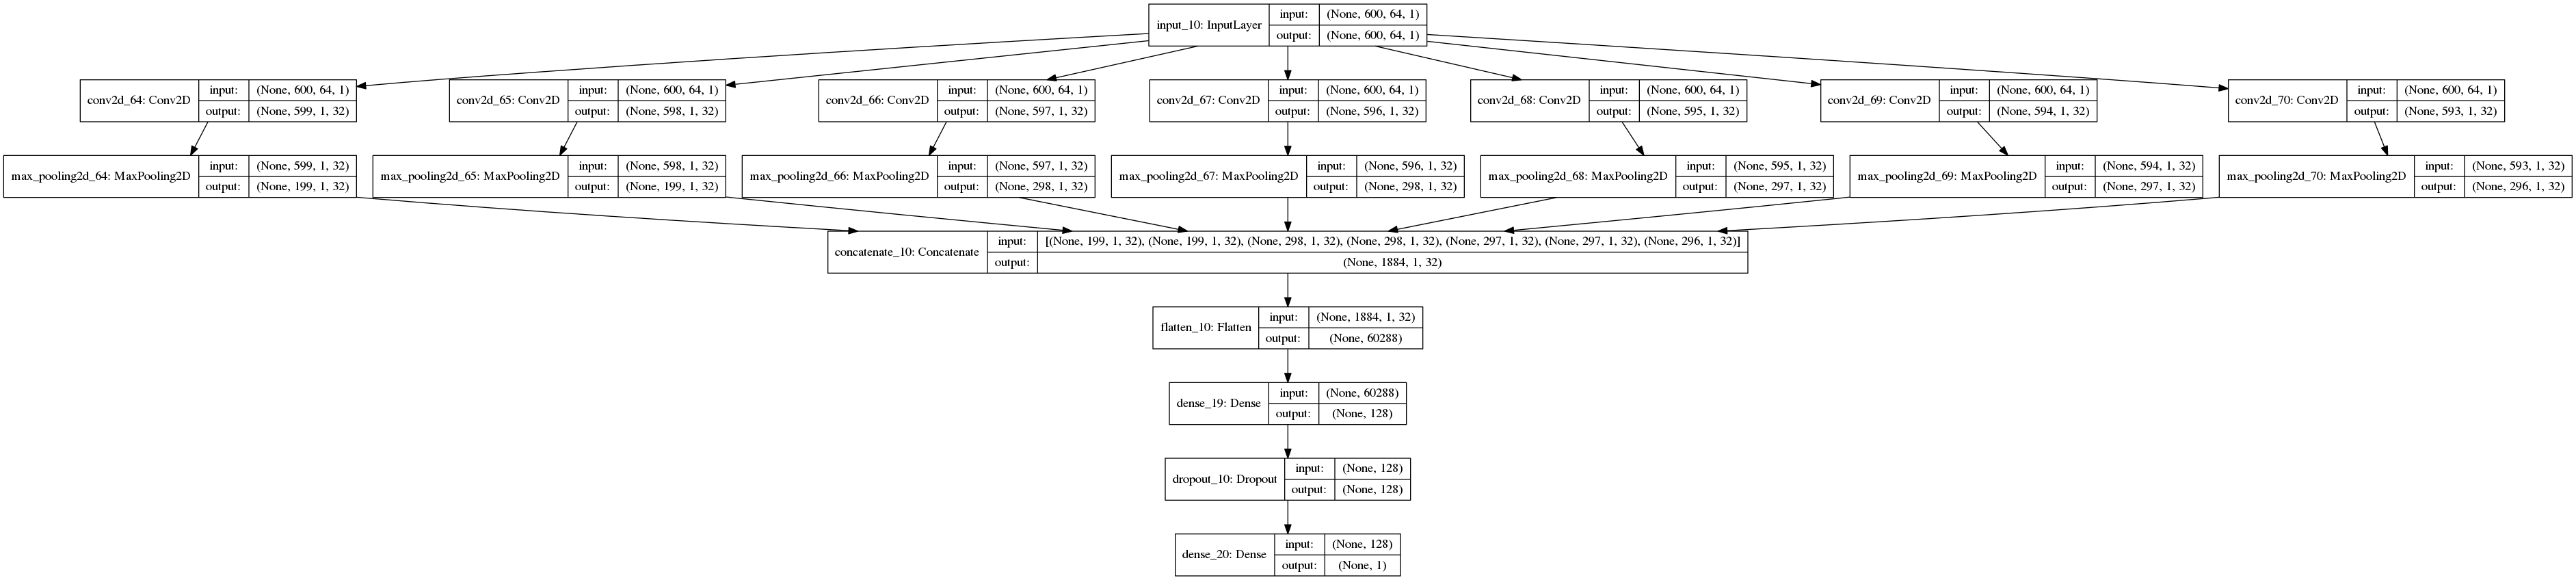 input_10: InputLayer
input: (None, 600, 64, 1)
output: (None, 600, 64, 1)
conv2d_64: Conv2D
input: (None, 600, 64, 1)
output: (None, 599, 1, 32)
conv2d_65: Conv2D
input: (None, 600, 64, 1)
output: (None, 598, 1, 32)
conv2d_66: Conv2D
input: (None, 600, 64, 1)
output: (None, 597, 1, 32)
conv2d_67: Conv2D
input: (None, 600, 64, 1)
output: (None, 596, 1, 32)
conv2d_68: Conv2D
input: (None, 600, 64, 1)
output: (None, 595, 1, 32)
conv2d_69: Conv2D
input: (None, 600, 64, 1)
output: (None, 594, 1, 32)
conv2d_70: Conv2D
input: (None, 600, 64, 1)
output: (None, 593, 1, 32)
max_pooling2d_64: MaxPooling2D
input: (None, 599, 1, 32)
output: (None, 199, 1, 32)
max_pooling2d_65: MaxPooling2D
input: (None, 598, 1, 32)
output: (None, 199, 1, 32)
max_pooling2d_66: MaxPooling2D
input: (None, 597, 1, 32)
output: (None, 298, 1, 32)
max_pooling2d_67: MaxPooling2D
input: (None, 596, 1, 32)
output: (None, 298, 1, 32)
max_pooling2d_68: MaxPooling2D
input: (None, 595, 1, 32)
output: (None, 297, 1, 32)
max_pooling2d_69: MaxPooling2D
input: (None, 594, 1, 32)
output: (None, 297, 1, 32)
max_pooling2d_70: MaxPooling2D
input: (None, 593, 1, 32)
output: (None, 296, 1, 32)
concatenate_10: Concatenate
input: [(None, 199, 1, 32), (None, 199, 1, 32), (None, 298, 1, 32), (None, 298, 1, 32), (None, 297, 1, 32), (None, 297, 1, 32), (None, 296, 1, 32)]
output: (None, 1884, 1, 32)
flatten_10: Flatten
input: (None, 1884, 1, 32)
output: (None, 60288)
dense_19: Dense
input: (None, 60288)
output: (None, 128)
dropout_10: Dropout
input: (None, 128)
output: (None, 128)
dense_20: Dense
input: (None, 128)
output: (None, 1)